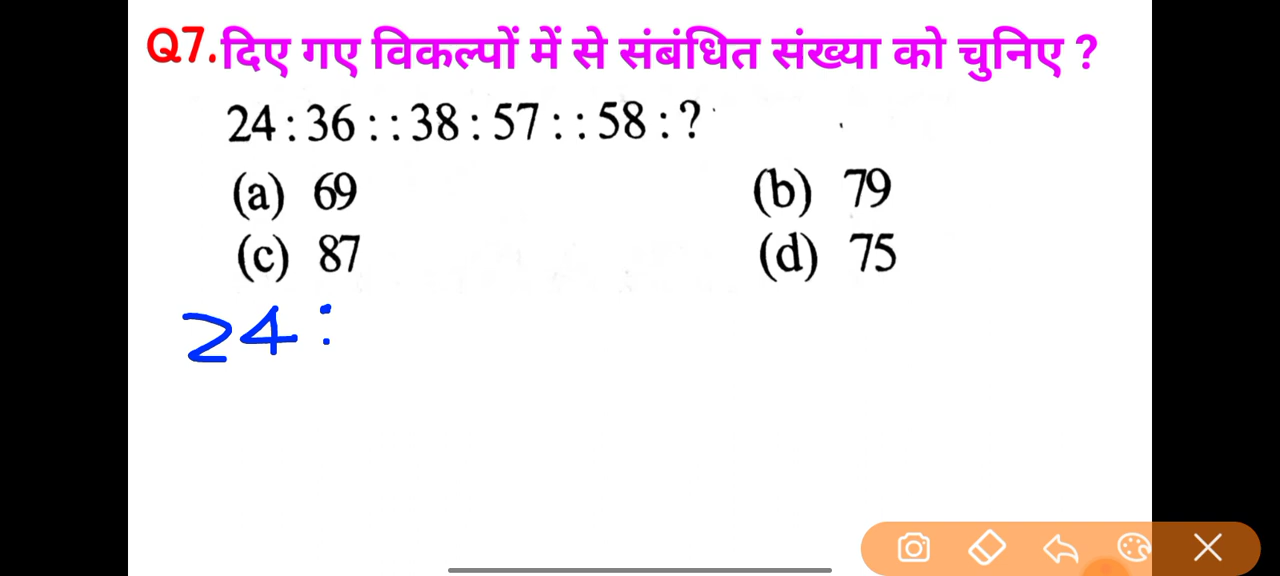 Q7.दिए गए विकल्पों में से संबंधित संख्या को चुनिए ?
24 : 36 : : 38 : 57 : : 58 : ?
(a) 69 (b) 79
(c) 87 (d) 75
24 :